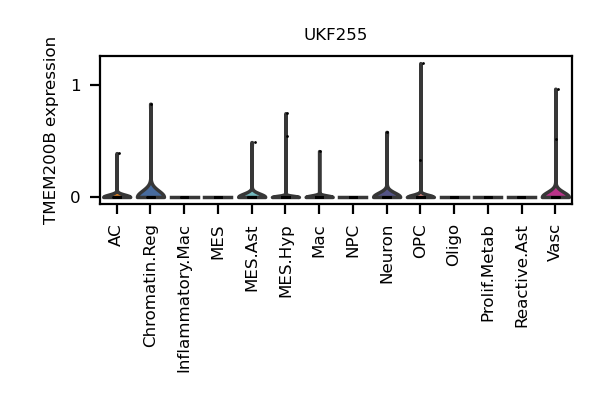 UKF255
TMEM200B expression
1
0
AC
Chromatin.Reg
Inflammatory.Mac
MES
MES.Ast
MES.Hyp
Mac
NPC
Neuron
OPC
Oligo
Prolif.Metab
Reactive.Ast
Vasc